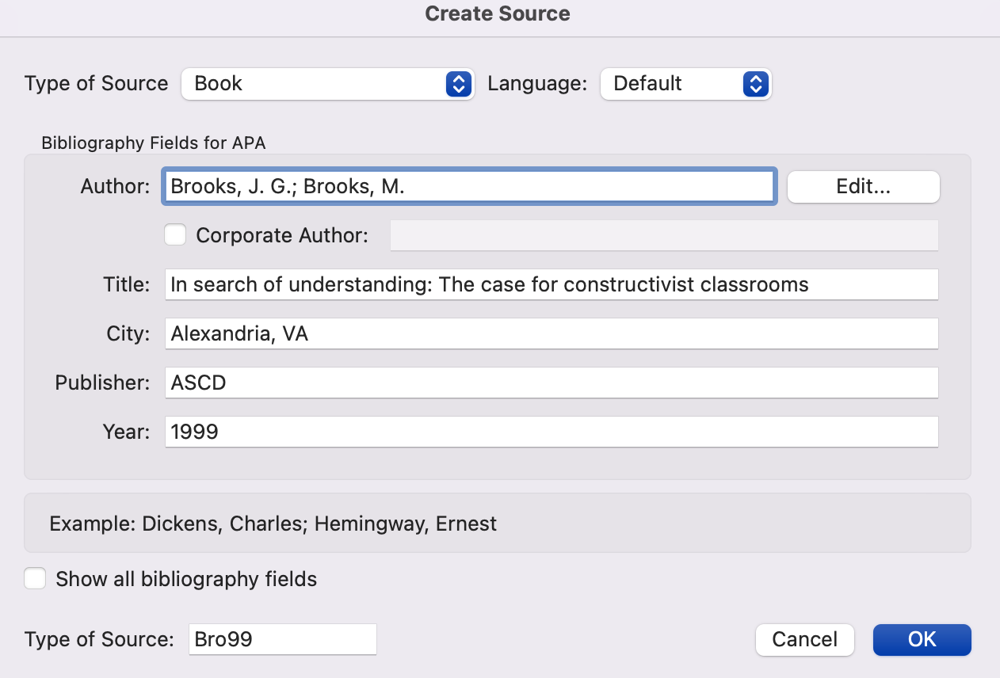 Create Source
Type of Source Book Language: Default
Bibliography Fields for APA
Author: Brooks, J. G.; Brooks, M. Edit...
Corporate Author:
Title: In search of understanding: The case for constructivist classrooms
City: Alexandria, VA
Publisher: ASCD
Year: 1999
Example: Dickens, Charles; Hemingway, Ernest
Show all bibliography fields
Type of Source: Bro99 Cancel OK